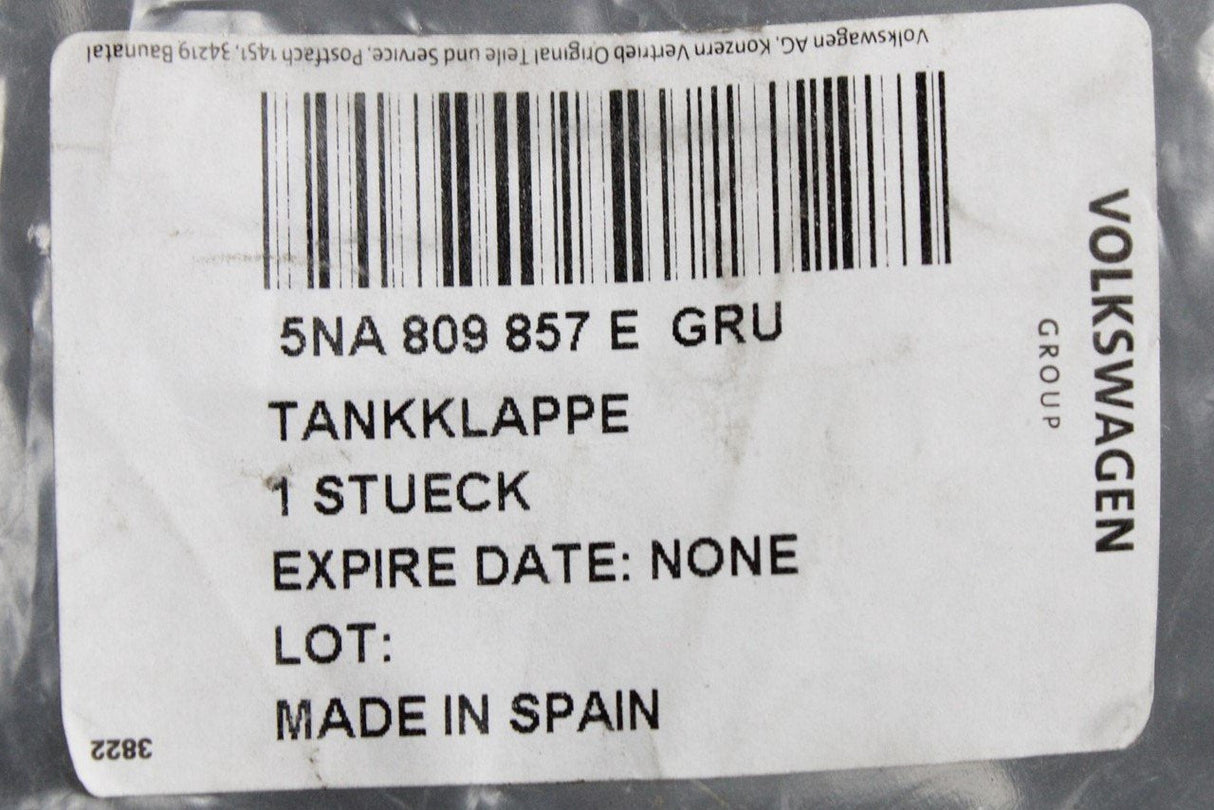 Volkswagen AG, Konzern Vertrieb Original Teile und Service, Postfach 1451, 34219 Baunatal
5NA 809 857 E GRU
TANKKLAPPE
1 STUECK
EXPIRE DATE: NONE
LOT:
MADE IN SPAIN
3822
VOLKSWAGEN
GROUP